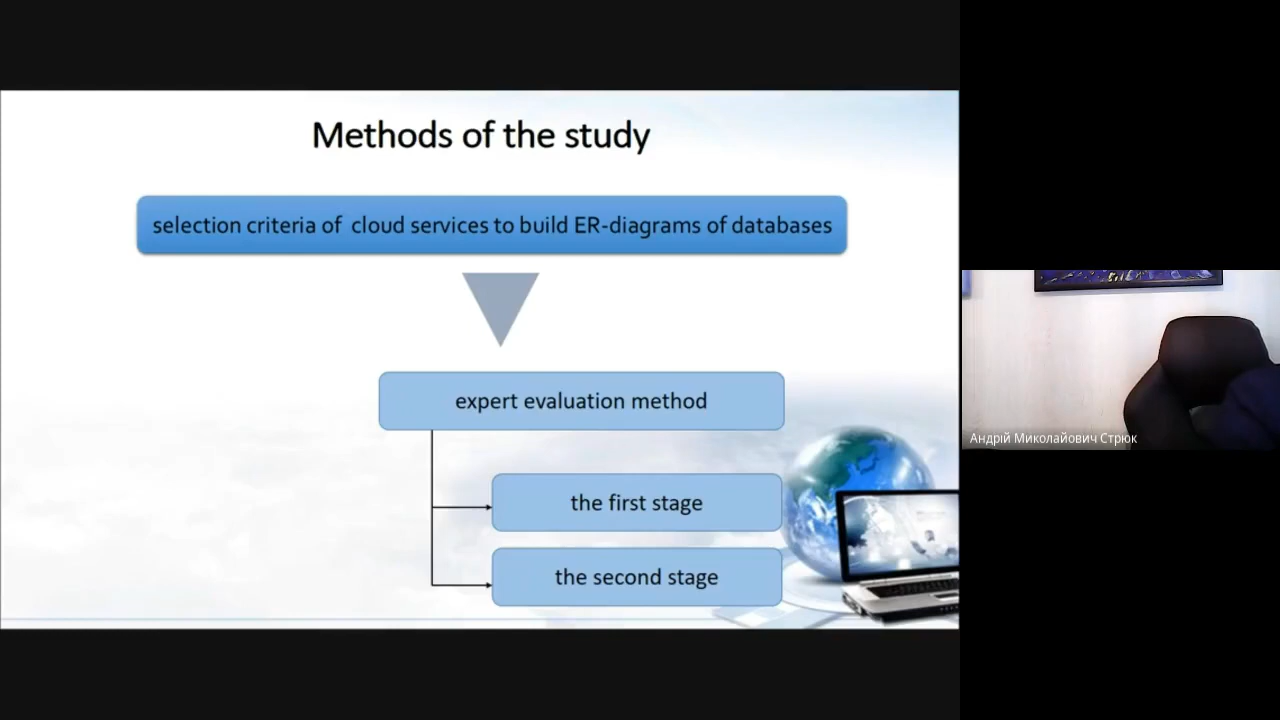 Methods of the study
selection criteria of cloud services to build ER-diagrams of databases
expert evaluation method
the first stage
the second stage
Андрій Миколайович Стрюк